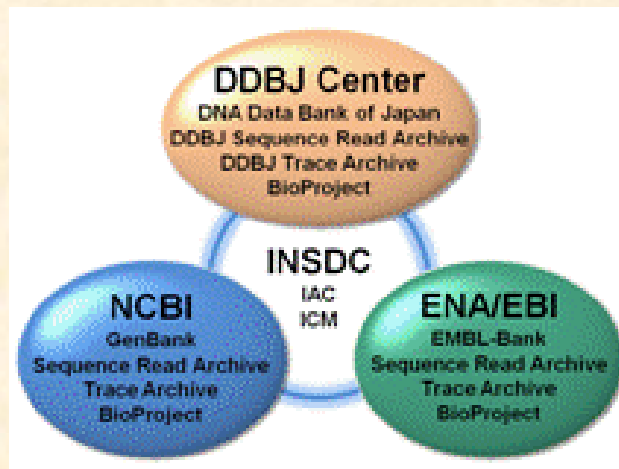 DDBJ Center
DNA Data Bank of Japan
DDBJ Sequence Read Archive
DDBJ Trace Archive
BioProject
INSDC
IAC
ICM
NCBI
GenBank
Sequence Read Archive
Trace Archive
BioProject
ENA/EBI
EMBL-Bank
Sequence Read Archive
Trace Archive
BioProject